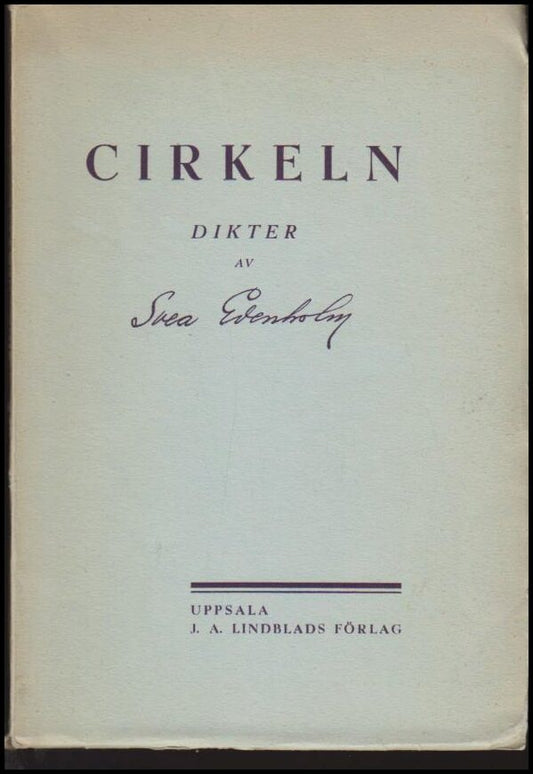 CIRKELN
DIKTER
AV
Svea Edenholm
UPPSALA
J. A. LINDBLADS FÖRLAG